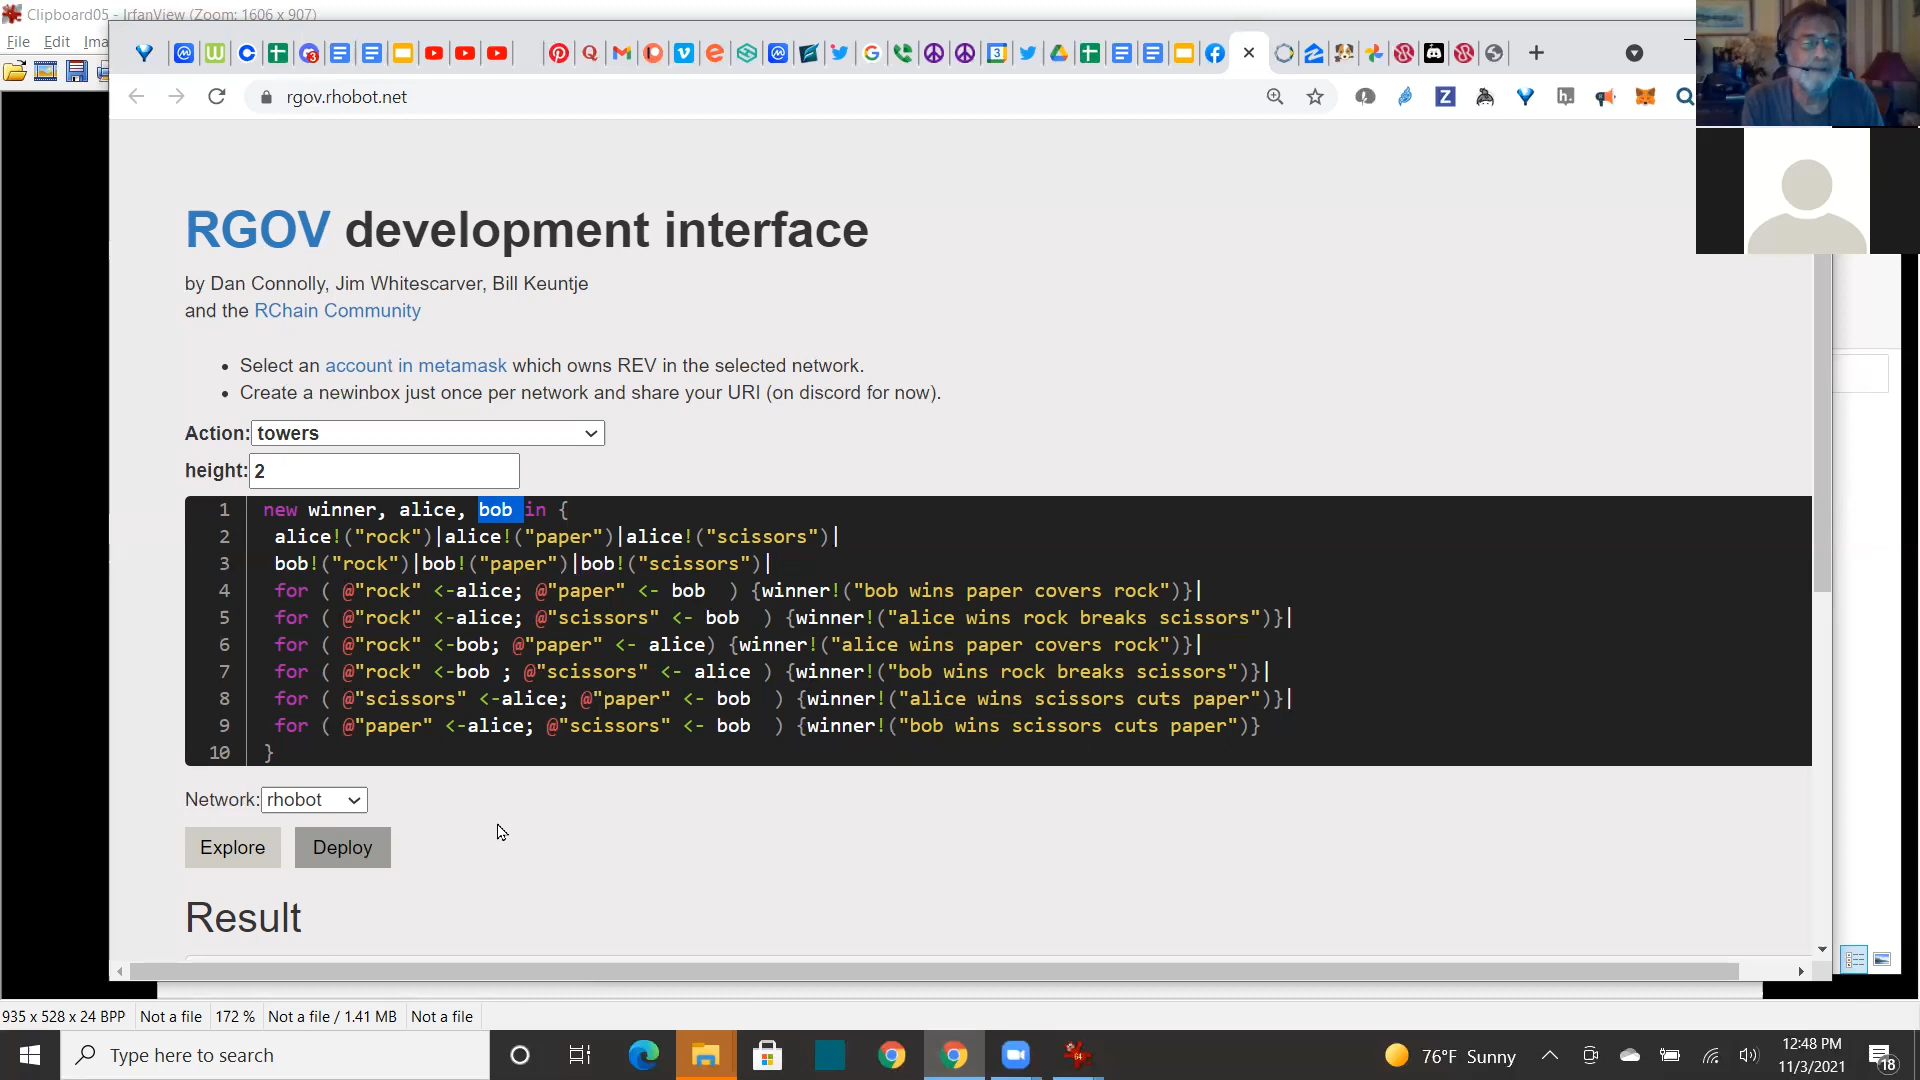 Clipboard05 - IrfanView (Zoom: 1606 x 907)
File Edit Ima
rgov.rhobot.net
RGOV development interface
by Dan Connolly, Jim Whitescarver, Bill Keuntje
and the RChain Community
• Select an account in metamask which owns REV in the selected network.
• Create a newinbox just once per network and share your URI (on discord for now).
Action: towers
height: 2
1 new winner, alice, bob in {
2 alice!("rock")|alice!("paper")|alice!("scissors")|
3 bob!("rock")|bob!("paper")|bob!("scissors")|
4 for ( @"rock" <-alice; @"paper" <- bob  ) {winner!("bob wins paper covers rock")}|
5 for ( @"rock" <-alice; @"scissors" <- bob  ) {winner!("alice wins rock breaks scissors")}|
6 for ( @"rock" <-bob; @"paper" <- alice) {winner!("alice wins paper covers rock")}|
7 for ( @"rock" <-bob ; @"scissors" <- alice ) {winner!("bob wins rock breaks scissors")}|
8 for ( @"scissors" <-alice; @"paper" <- bob  ) {winner!("alice wins scissors cuts paper")}|
9 for ( @"paper" <-alice; @"scissors" <- bob  ) {winner!("bob wins scissors cuts paper")}
10 }
Network: rhobot
Explore Deploy
Result
935 x 528 x 24 BPP Not a file 172 % Not a file / 1.41 MB Not a file
Type here to search
76°F Sunny
12:48 PM
11/3/2021
18